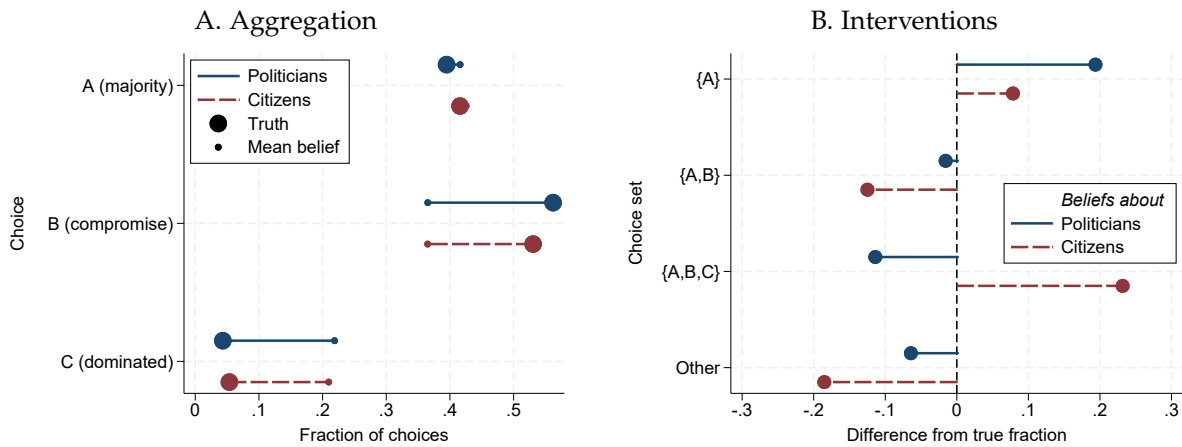 A. Aggregation
Politicians
Citizens
Truth
Mean belief
Choice
A (majority)
B (compromise)
C (dominated)
0 .1 .2 .3 .4 .5
Fraction of choices
B. Interventions
Choice set
{A}
{A,B}
{A,B,C}
Other
Beliefs about
Politicians
Citizens
-.3 -.2 -.1 0 .1 .2 .3
Difference from true fraction